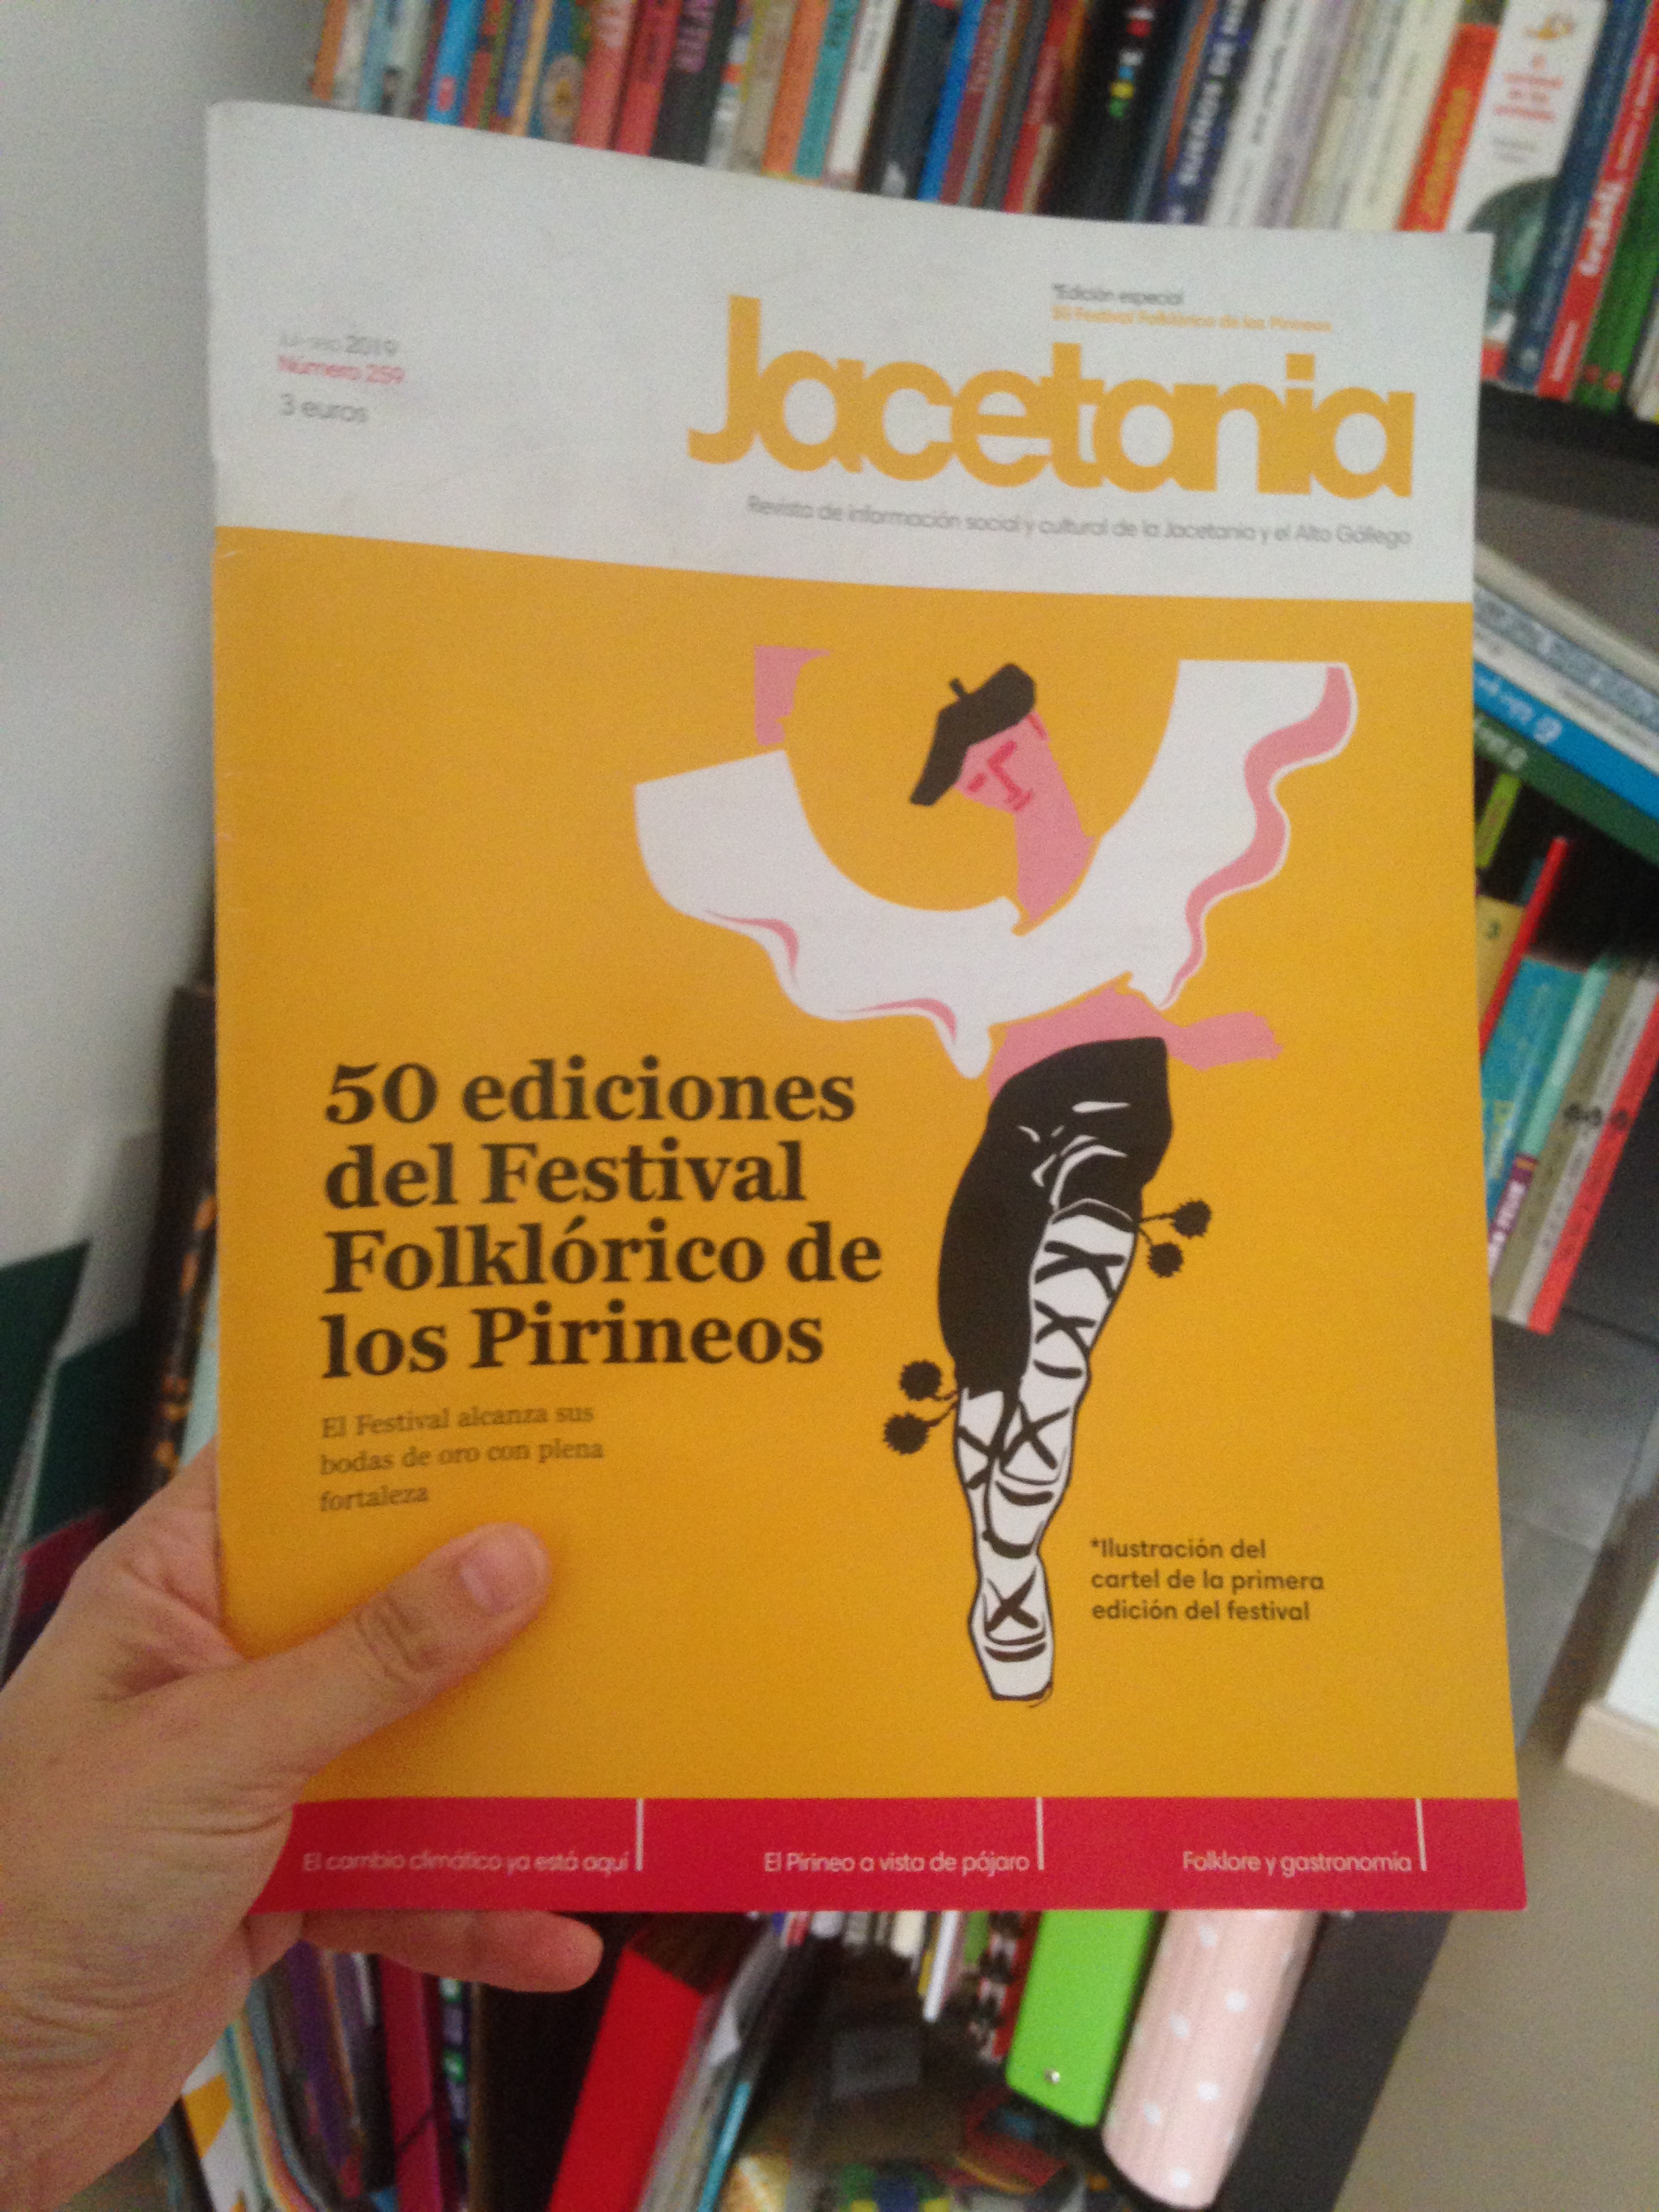 *Edición especial
50 Festival Folklórico de los Pirineos
2019
Número 259
3 euros
Jacetania
Revista de información social y cultural de la Jacetania y el Alto Gállego
50 ediciones
del Festival
Folklórico de
los Pirineos
El Festival alcanza sus
bodas de oro con plena
fortaleza
*Ilustración del
cartel de la primera
edición del festival
El cambio climático ya está aquí
El Pirineo a vista de pájaro
Folklore y gastronomía